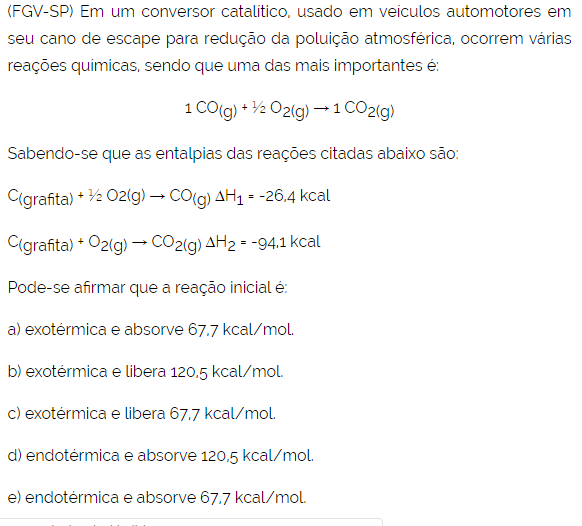 (FGV-SP) Em um conversor catalítico, usado em veículos automotores em
seu cano de escape para redução da poluição atmosférica, ocorrem várias
reações químicas, sendo que uma das mais importantes é:
1 CO(g) + ½ O2(g) → 1 CO2(g)
Sabendo-se que as entalpias das reações citadas abaixo são:
C(grafita) + ½ O2(g) → CO(g) ΔH1 = -26,4 kcal
C(grafita) + O2(g) → CO2(g) ΔH2 = -94,1 kcal
Pode-se afirmar que a reação inicial é:
a) exotérmica e absorve 67,7 kcal/mol.
b) exotérmica e libera 120,5 kcal/mol.
c) exotérmica e libera 67,7 kcal/mol.
d) endotérmica e absorve 120,5 kcal/mol.
e) endotérmica e absorve 67,7 kcal/mol.